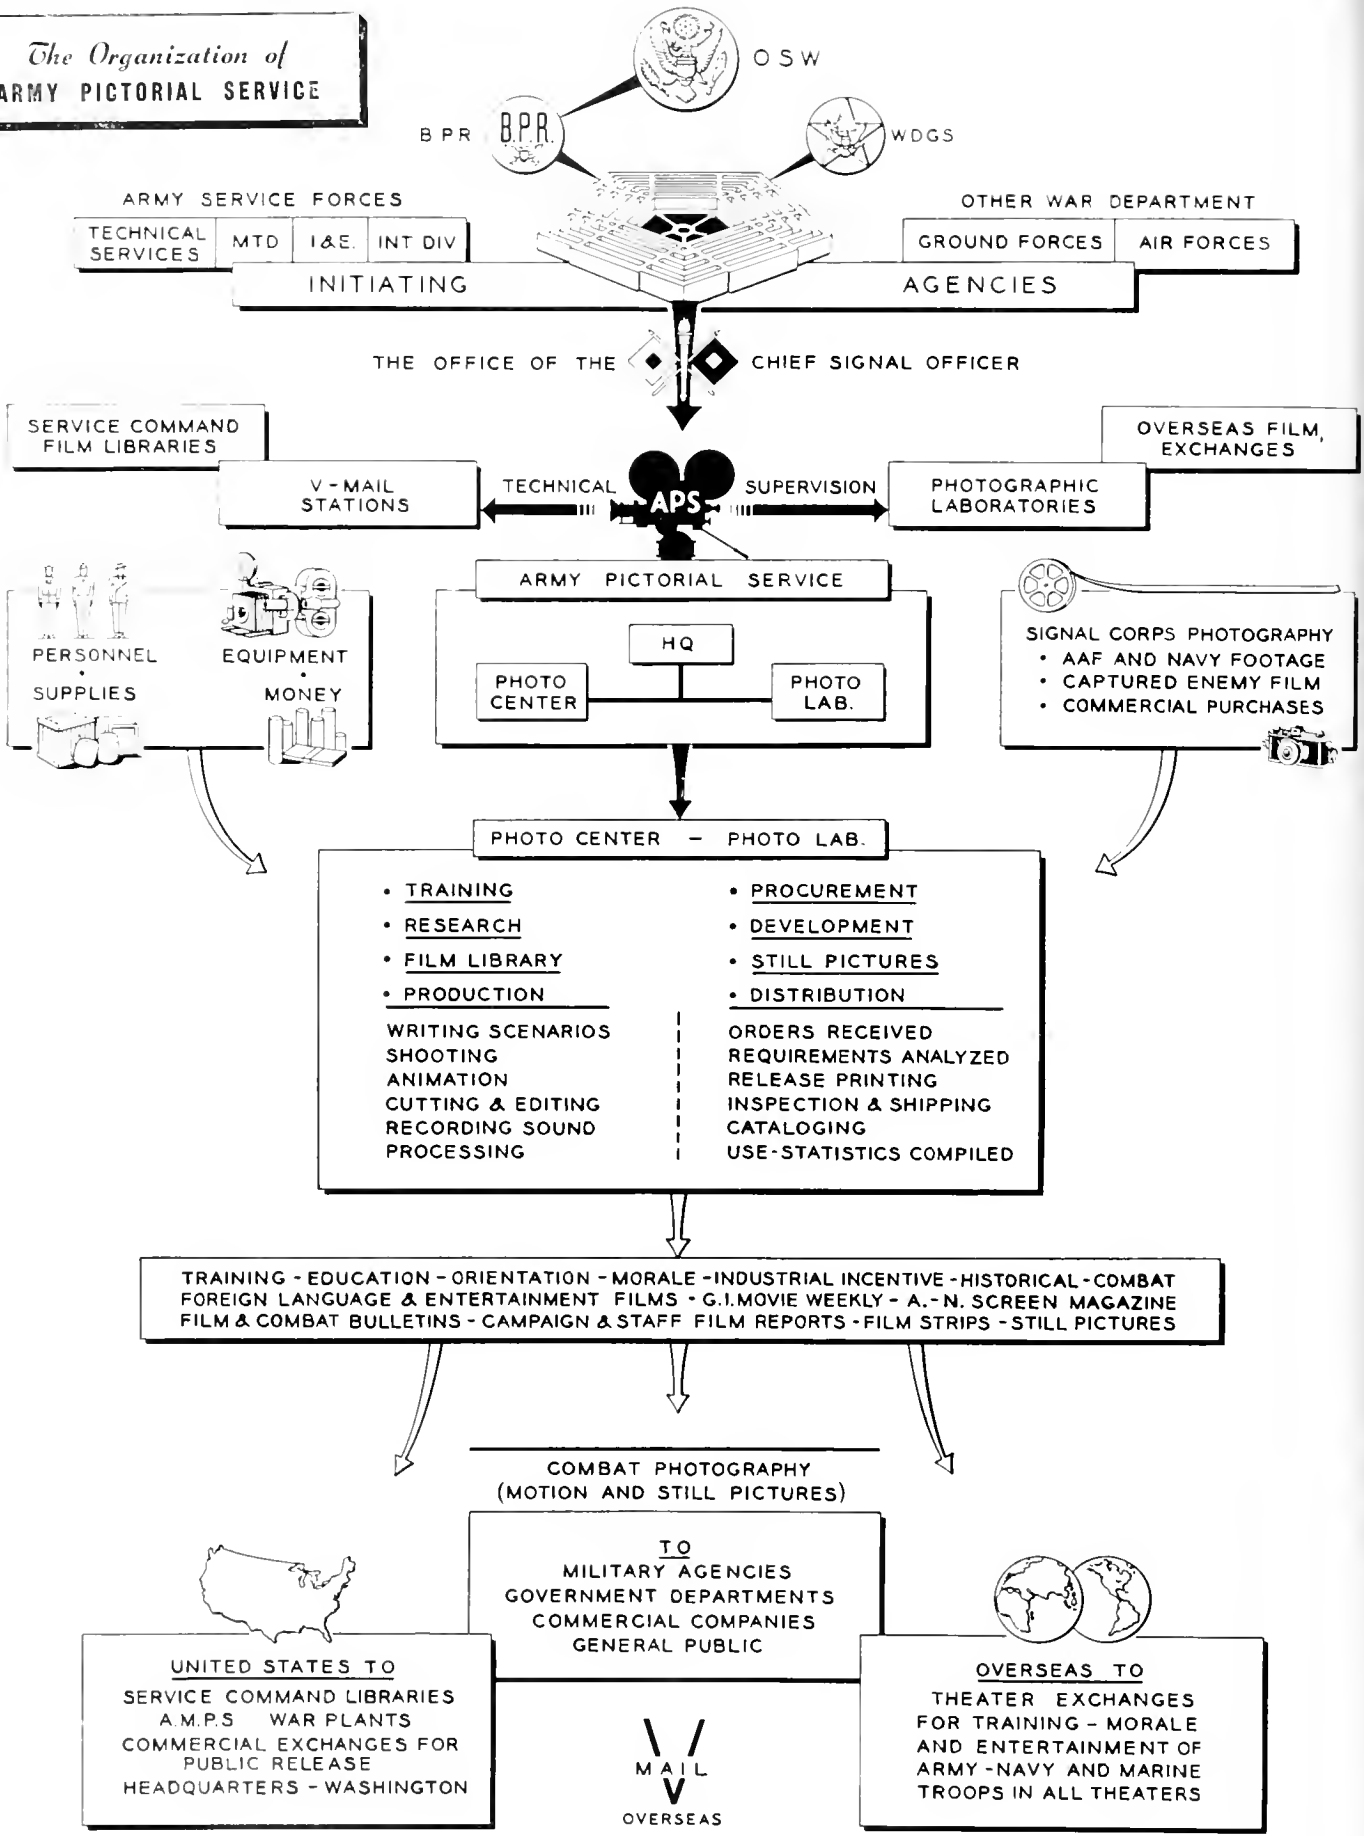 The Organization of
ARMY PICTORIAL SERVICE
OSW
BPR
B.P.R.
WDGS
ARMY SERVICE FORCES
TECHNICAL SERVICES
MTD
I&E.
INT DIV
OTHER WAR DEPARTMENT
GROUND FORCES
AIR FORCES
INITIATING
AGENCIES
THE OFFICE OF THE
CHIEF SIGNAL OFFICER
SERVICE COMMAND
FILM LIBRARIES
V-MAIL
STATIONS
TECHNICAL
APS
SUPERVISION
PHOTOGRAPHIC
LABORATORIES
OVERSEAS FILM,
EXCHANGES
ARMY PICTORIAL SERVICE
HQ
PHOTO
CENTER
PHOTO
LAB.
PERSONNEL
•
SUPPLIES
EQUIPMENT
•
MONEY
SIGNAL CORPS PHOTOGRAPHY
• AAF AND NAVY FOOTAGE
• CAPTURED ENEMY FILM
• COMMERCIAL PURCHASES
PHOTO CENTER – PHOTO LAB.
• TRAINING
• RESEARCH
• FILM LIBRARY
• PRODUCTION
WRITING SCENARIOS
SHOOTING
ANIMATION
CUTTING & EDITING
RECORDING SOUND
PROCESSING
• PROCUREMENT
• DEVELOPMENT
• STILL PICTURES
• DISTRIBUTION
ORDERS RECEIVED
REQUIREMENTS ANALYZED
RELEASE PRINTING
INSPECTION & SHIPPING
CATALOGING
USE-STATISTICS COMPILED
TRAINING - EDUCATION - ORIENTATION - MORALE - INDUSTRIAL INCENTIVE - HISTORICAL - COMBAT
FOREIGN LANGUAGE & ENTERTAINMENT FILMS - G.I. MOVIE WEEKLY - A.-N. SCREEN MAGAZINE
FILM & COMBAT BULLETINS - CAMPAIGN & STAFF FILM REPORTS - FILM STRIPS - STILL PICTURES
COMBAT PHOTOGRAPHY
(MOTION AND STILL PICTURES)
TO
MILITARY AGENCIES
GOVERNMENT DEPARTMENTS
COMMERCIAL COMPANIES
GENERAL PUBLIC
UNITED STATES TO
SERVICE COMMAND LIBRARIES
A.M.P.S WAR PLANTS
COMMERCIAL EXCHANGES FOR
PUBLIC RELEASE
HEADQUARTERS - WASHINGTON
V
MAIL
OVERSEAS
OVERSEAS TO
THEATER EXCHANGES
FOR TRAINING - MORALE
AND ENTERTAINMENT OF
ARMY - NAVY AND MARINE
TROOPS IN ALL THEATERS